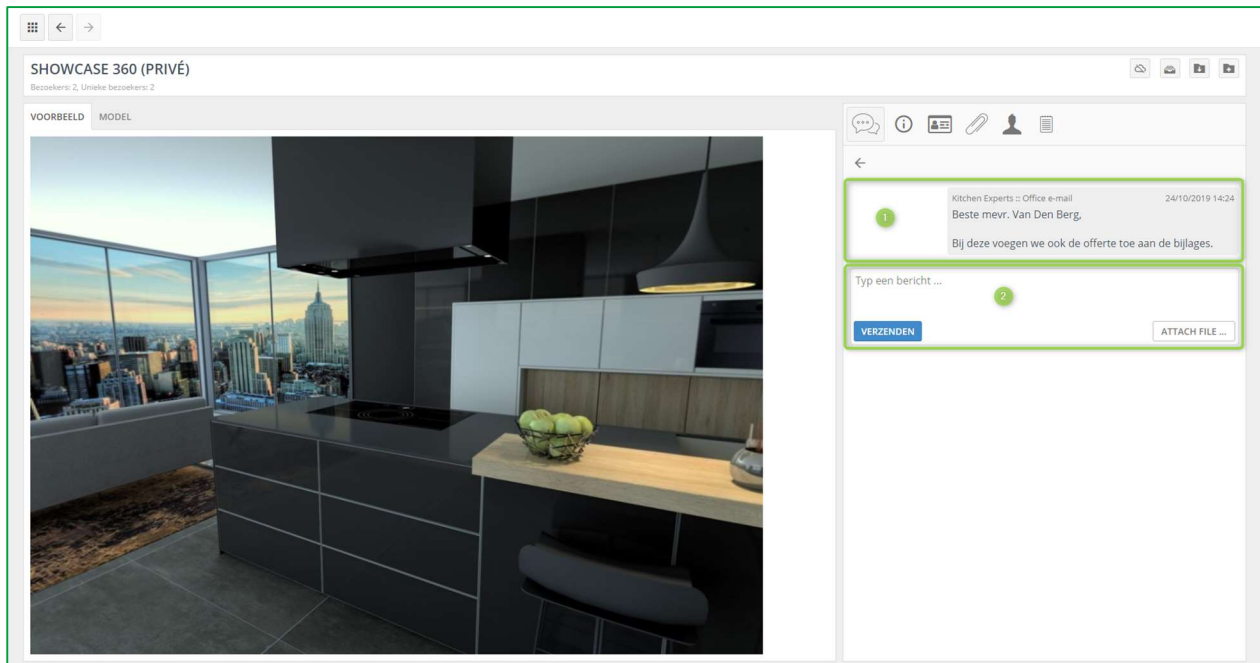 SHOWCASE 360 (PRIVÉ)
Bezoekers: 2, Unieke bezoekers: 2
VOORBEELD MODEL
Kitchen Experts :: Office e-mail 24/10/2019 14:24
1
Beste mevr. Van Den Berg,
Bij deze voegen we ook de offerte toe aan de bijlages.
Typ een bericht ...
2
VERZENDEN ATTACH FILE ...